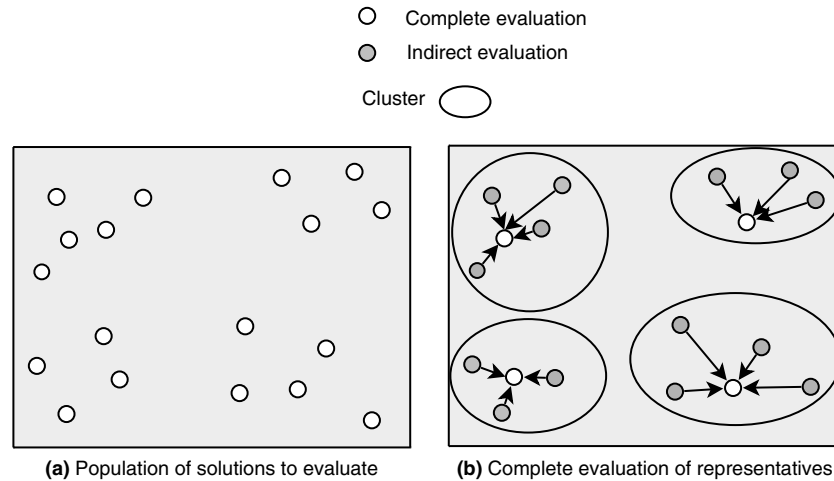 Complete evaluation
Indirect evaluation
Cluster
(a) Population of solutions to evaluate
(b) Complete evaluation of representatives